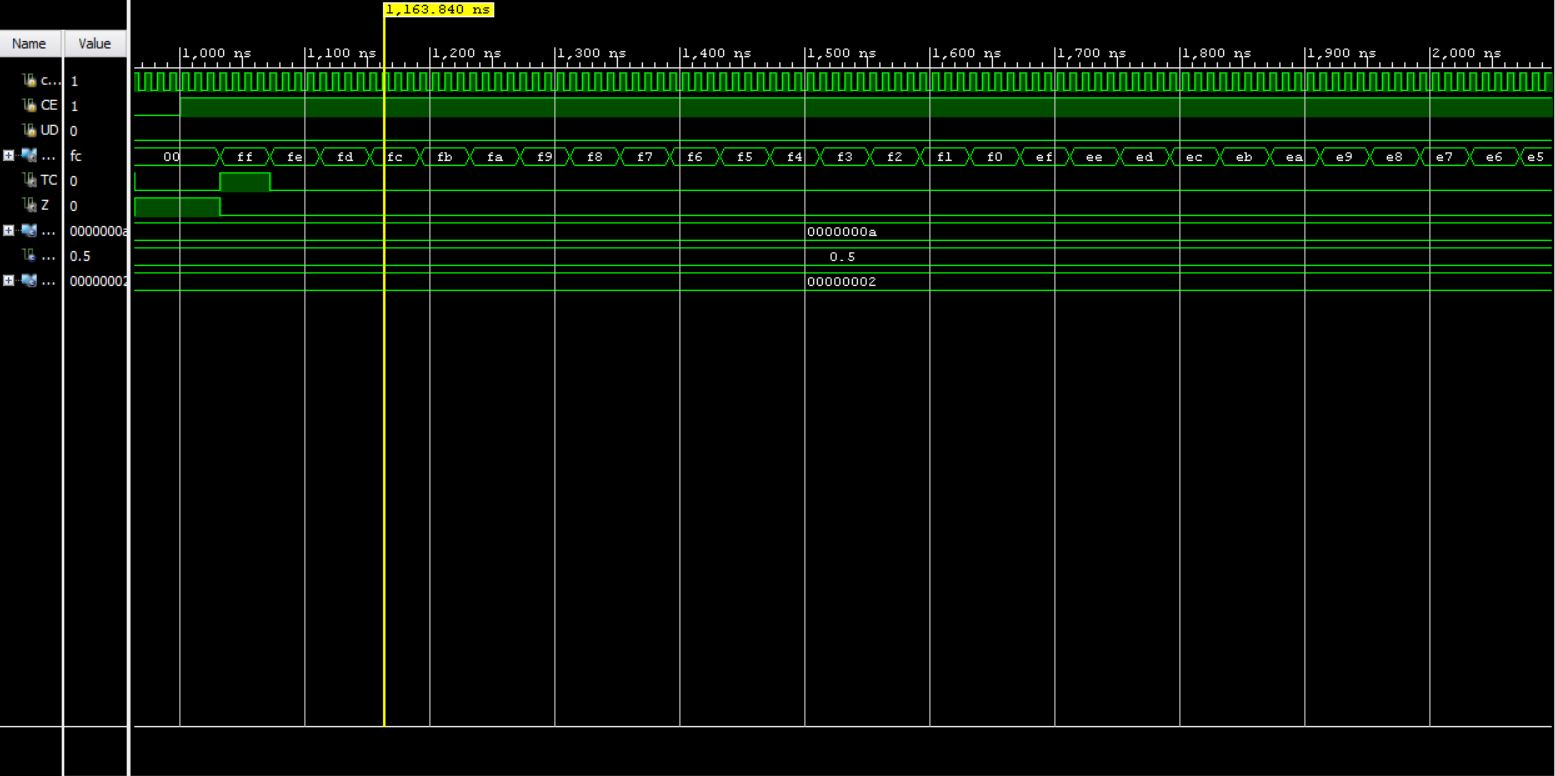 1,163.840 ns
Name Value
1,000 ns 1,100 ns 1,200 ns 1,300 ns 1,400 ns 1,500 ns 1,600 ns 1,700 ns 1,800 ns 1,900 ns 2,000 ns
c... 1
CE 1
UD 0
... fc 00 ff fe fd fc fb fa f9 f8 f7 f6 f5 f4 f3 f2 f1 f0 ef ee ed ec eb ea e9 e8 e7 e6 e5
TC 0
Z 0
... 0000000a 0000000a
... 0.5 0.5
... 00000002 00000002